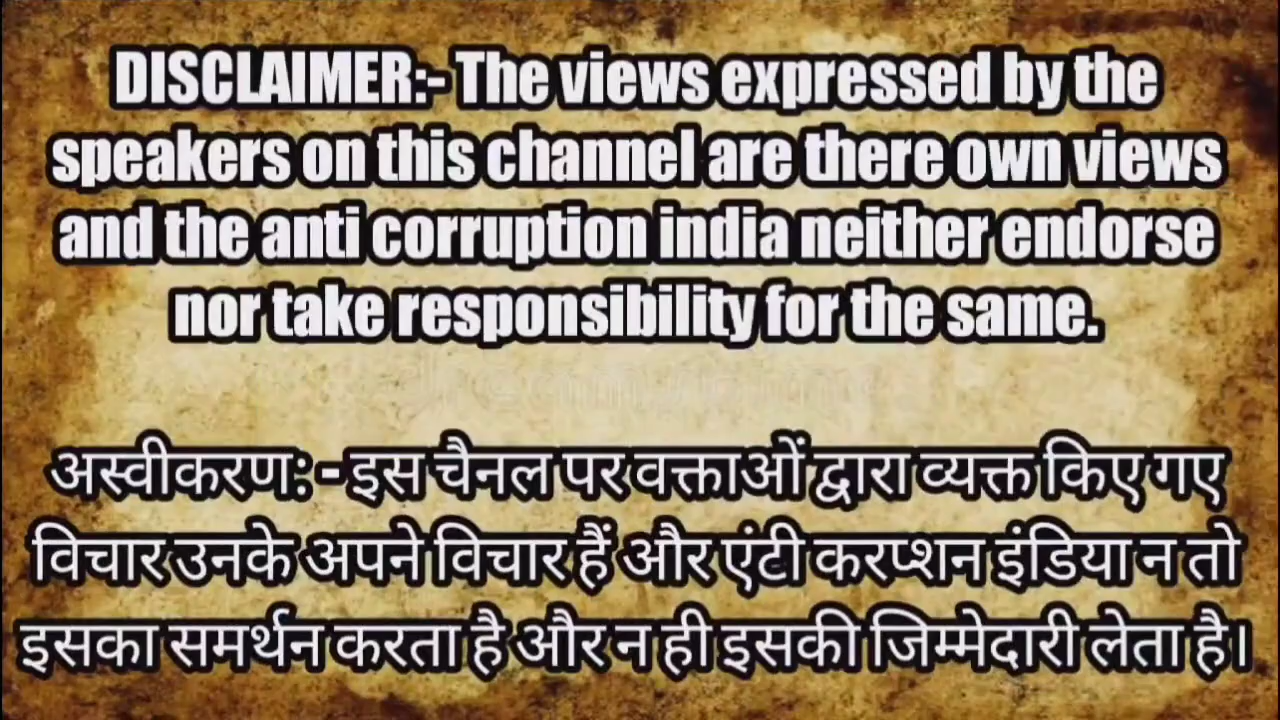 DISCLAIMER:- The views expressed by the
speakers on this channel are there own views
and the anti corruption india neither endorse
nor take responsibility for the same.
अस्वीकरण: - इस चैनल पर वक्ताओं द्वारा व्यक्त किए गए
विचार उनके अपने विचार हैं और एंटी करप्शन इंडिया न तो
इसका समर्थन करता है और न ही इसकी जिम्मेदारी लेता है।